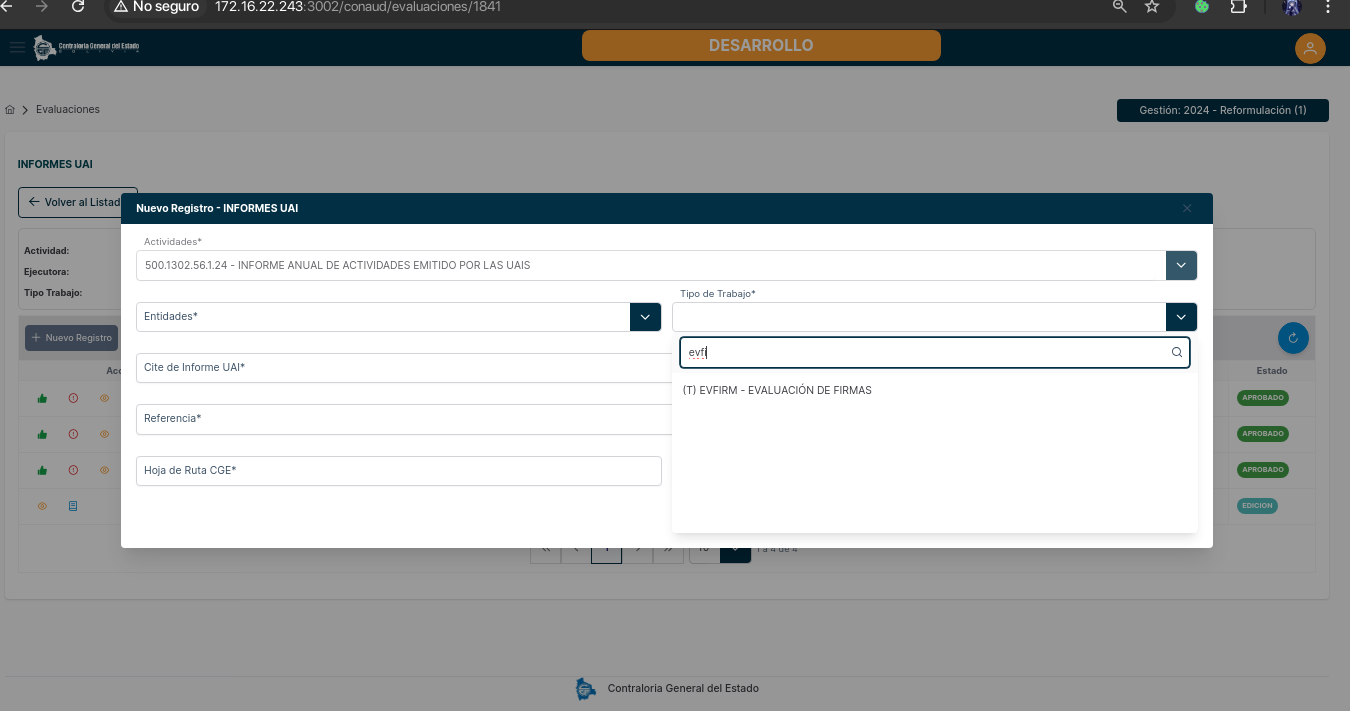 No seguro 172.16.22.243:3002/conaud/evaluaciones/1841
Contraloría General del Estado
DESARROLLO
Evaluaciones
Gestión: 2024 - Reformulación (1)
INFORMES UAI
Volver al Listad
Nuevo Registro - INFORMES UAI
Actividades*
Actividad:
500.1302.56.1.24 - INFORME ANUAL DE ACTIVIDADES EMITIDO POR LAS UAIS
Ejecutora:
Tipo Trabajo:
Tipo de Trabajo*
Entidades*
Nuevo Registro
evfi
Cite de Informe UAI*
Acc
Estado
(T) EVFIRM - EVALUACIÓN DE FIRMAS
APROBADO
Referencia*
APROBADO
Hoja de Ruta CGE*
APROBADO
EDICION
1
10
1 a 4 de 4
Contraloria General del Estado